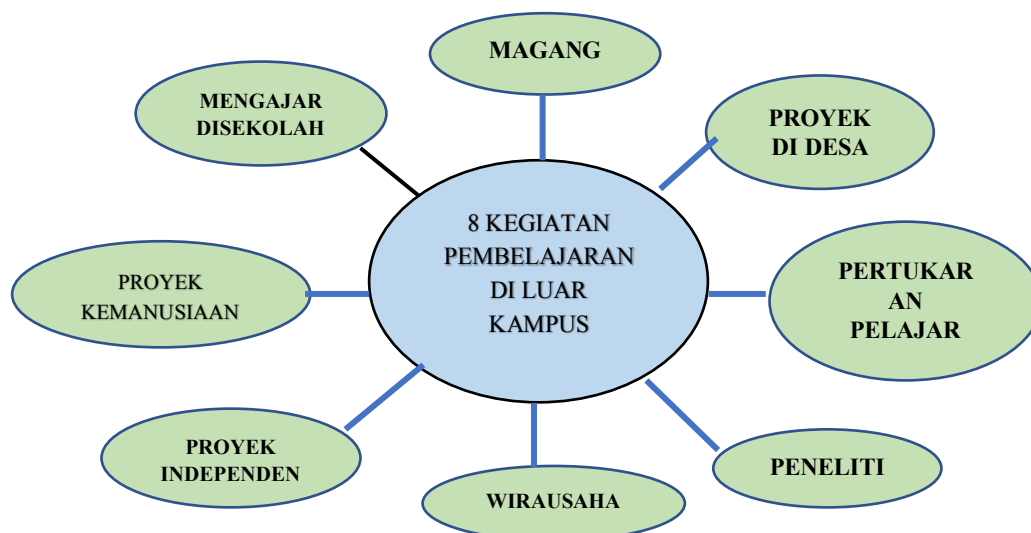 MAGANG
MENGAJAR
DISEKOLAH
PROYEK
DI DESA
8 KEGIATAN
PEMBELAJARAN
DI LUAR
KAMPUS
PROYEK
KEMANUSIAAN
PERTUKAR
AN
PELAJAR
PROYEK
INDEPENDEN
WIRAUSAHA
PENELITI